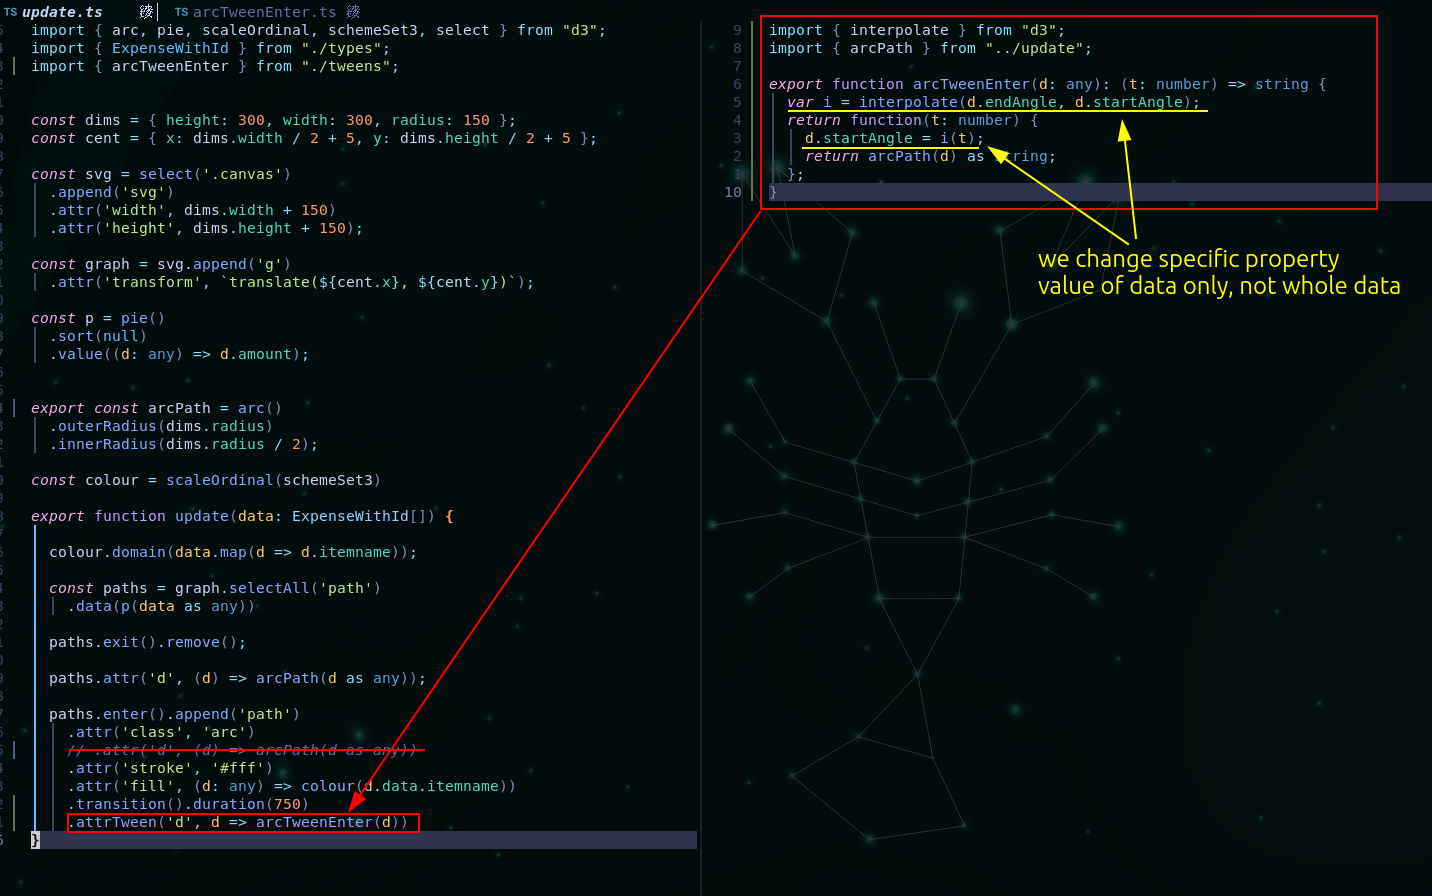 TS update.ts
TS arcTweenEnter.ts
import { arc, pie, scaleOrdinal, schemeSet3, select } from "d3";
import { ExpenseWithId } from "./types";
import { arcTweenEnter } from "./tweens";
const dims = { height: 300, width: 300, radius: 150 };
const cent = { x: dims.width / 2 + 5, y: dims.height / 2 + 5 };
const svg = select('.canvas')
.append('svg')
.attr('width', dims.width + 150)
.attr('height', dims.height + 150);
const graph = svg.append('g')
.attr('transform', `translate(${cent.x}, ${cent.y})`);
const p = pie()
.sort(null)
.value((d: any) => d.amount);
export const arcPath = arc()
.outerRadius(dims.radius)
.innerRadius(dims.radius / 2);
const colour = scaleOrdinal(schemeSet3)
export function update(data: ExpenseWithId[]) {
colour.domain(data.map(d => d.itemname));
const paths = graph.selectAll('path')
.data(p(data as any))
paths.exit().remove();
paths.attr('d', (d) => arcPath(d as any));
paths.enter().append('path')
.attr('class', 'arc')
// .attr('d', (d) => arcPath(d as any))
.attr('stroke', '#fff')
.attr('fill', (d: any) => colour(d.data.itemname))
.transition().duration(750)
.attrTween('d', d => arcTweenEnter(d))
}
9 import { interpolate } from "d3";
8 import { arcPath } from "../update";
7
6 export function arcTweenEnter(d: any): (t: number) => string {
5 var i = interpolate(d.endAngle, d.startAngle);
4 return function(t: number) {
3 d.startAngle = i(t);
2 return arcPath(d) as string;
1 };
10 }
we change specific property
value of data only, not whole data